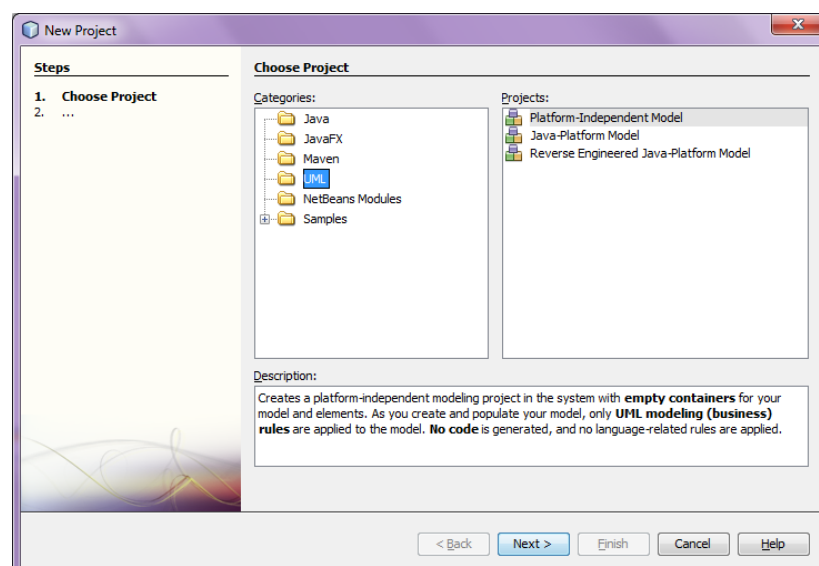 New Project
Steps
1. Choose Project
2. ...
Choose Project
Categories:
Java
JavaFX
Maven
UML
NetBeans Modules
Samples
Projects:
Platform-Independent Model
Java-Platform Model
Reverse Engineered Java-Platform Model
Description:
Creates a platform-independent modeling project in the system with empty containers for your
model and elements. As you create and populate your model, only UML modeling (business)
rules are applied to the model. No code is generated, and no language-related rules are applied.
< Back Next > Finish Cancel Help